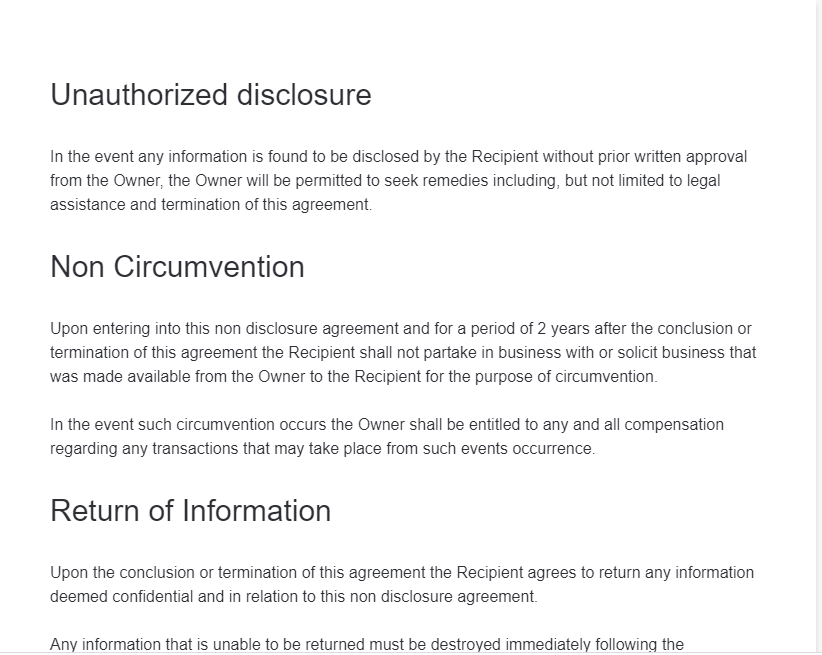 Unauthorized disclosure
In the event any information is found to be disclosed by the Recipient without prior written approval
from the Owner, the Owner will be permitted to seek remedies including, but not limited to legal
assistance and termination of this agreement.
Non Circumvention
Upon entering into this non disclosure agreement and for a period of 2 years after the conclusion or
termination of this agreement the Recipient shall not partake in business with or solicit business that
was made available from the Owner to the Recipient for the purpose of circumvention.
In the event such circumvention occurs the Owner shall be entitled to any and all compensation
regarding any transactions that may take place from such events occurrence.
Return of Information
Upon the conclusion or termination of this agreement the Recipient agrees to return any information
deemed confidential and in relation to this non disclosure agreement.
Any information that is unable to be returned must be destroyed immediately following the